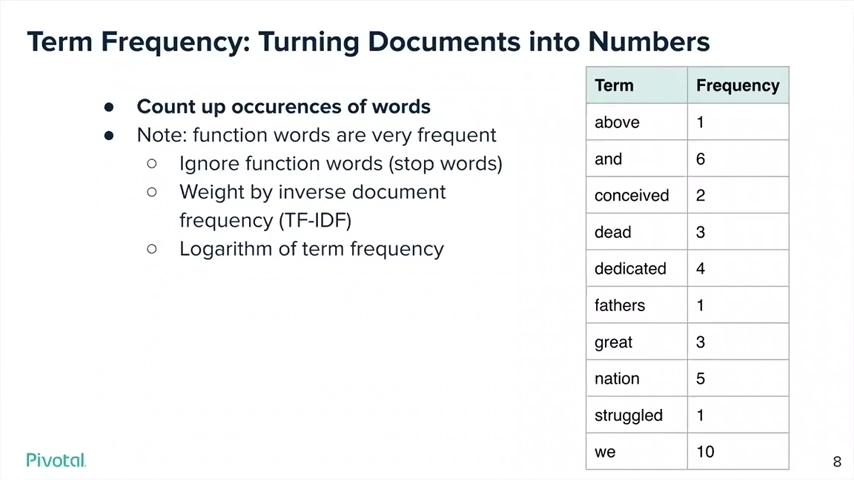 Term Frequency: Turning Documents into Numbers
● Count up occurences of words
● Note: function words are very frequent
○ Ignore function words (stop words)
○ Weight by inverse document
frequency (TF-IDF)
○ Logarithm of term frequency
Term Frequency
above 1
and 6
conceived 2
dead 3
dedicated 4
fathers 1
great 3
nation 5
struggled 1
we 10
Pivotal
8